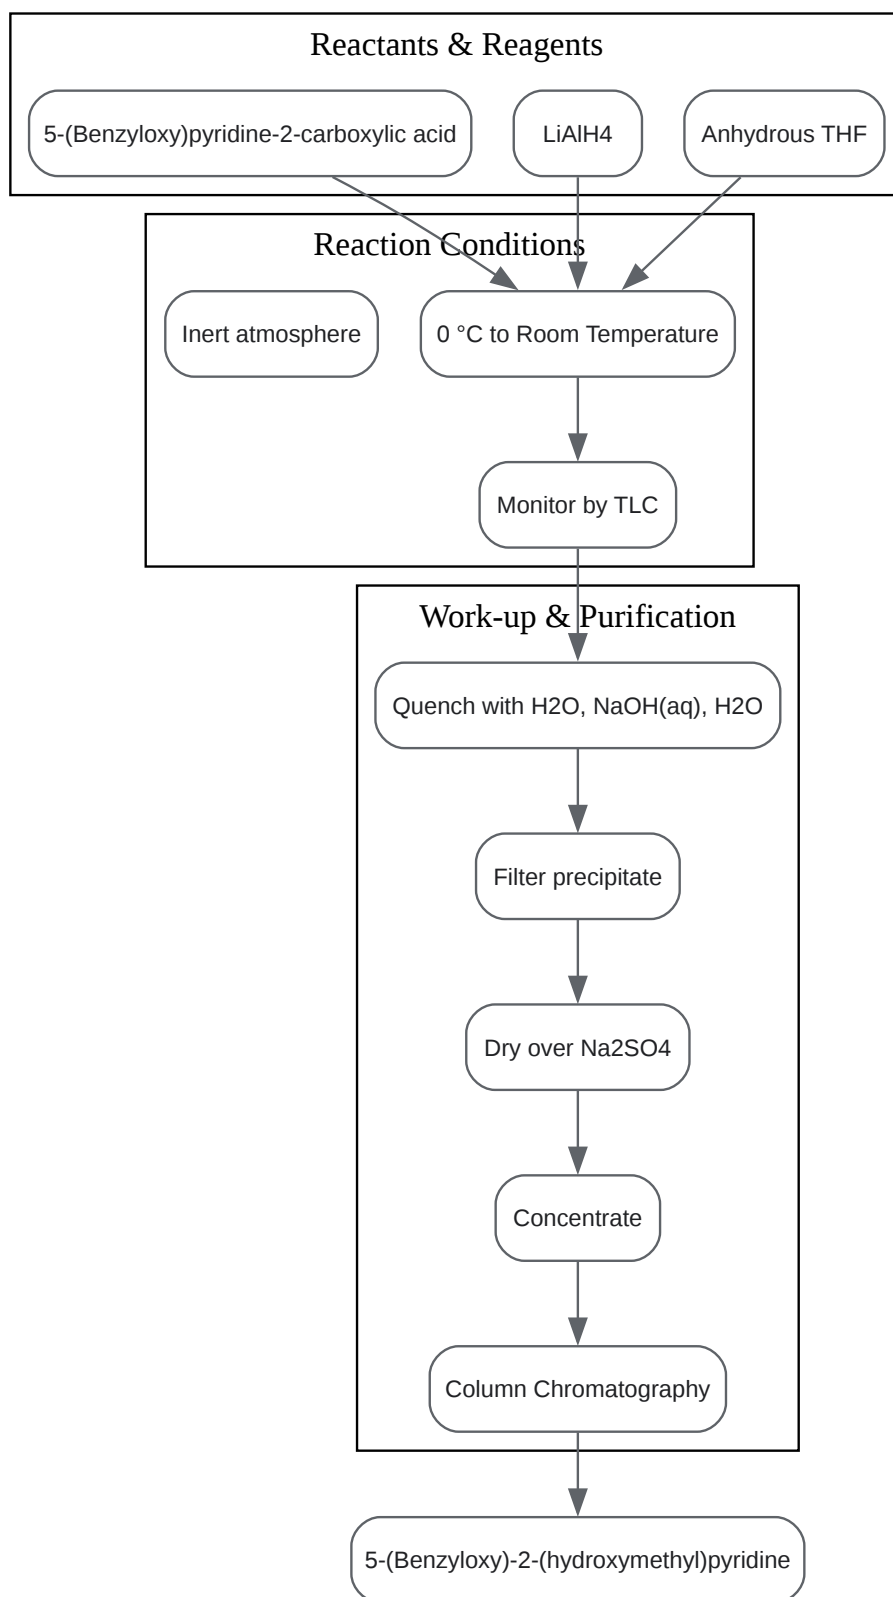 Reactants & Reagents
5-(Benzyloxy)pyridine-2-carboxylic acid
LiAlH4
Anhydrous THF
Reaction Conditions
Inert atmosphere
0 °C to Room Temperature
Monitor by TLC
Work-up & Purification
Quench with H2O, NaOH(aq), H2O
Filter precipitate
Dry over Na2SO4
Concentrate
Column Chromatography
5-(Benzyloxy)-2-(hydroxymethyl)pyridine